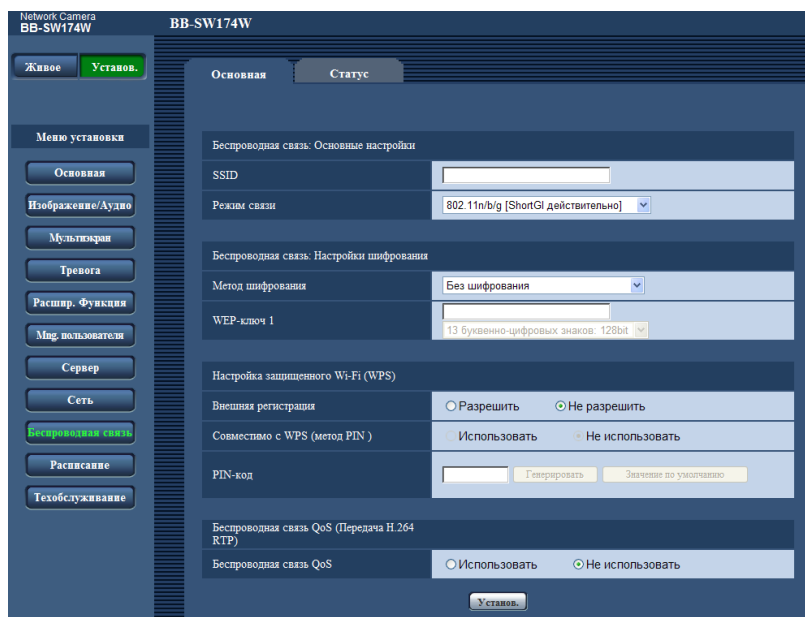 Network Camera
BB-SW174W
BB-SW174W
Живое
Установ.
Основная
Статус
Меню установки
Основная
Изображение/Аудио
Мультиэкран
Тревога
Расшир. Функция
Mng. пользователя
Сервер
Сеть
Беспроводная связь
Расписание
Техобслуживание
Беспроводная связь: Основные настройки
SSID
Режим связи
802.11n/b/g [ShortGI действительно]
Беспроводная связь: Настройки шифрования
Метод шифрования
Без шифрования
WEP-ключ 1
13 буквенно-цифровых знаков: 128bit
Настройка защищенного Wi-Fi (WPS)
Внешняя регистрация
Разрешить
Не разрешить
Совместимо с WPS (метод PIN )
Использовать
Не использовать
PIN-код
Генерировать
Значение по умолчанию
Беспроводная связь QoS (Передача H.264
RTP)
Беспроводная связь QoS
Использовать
Не использовать
Установ.